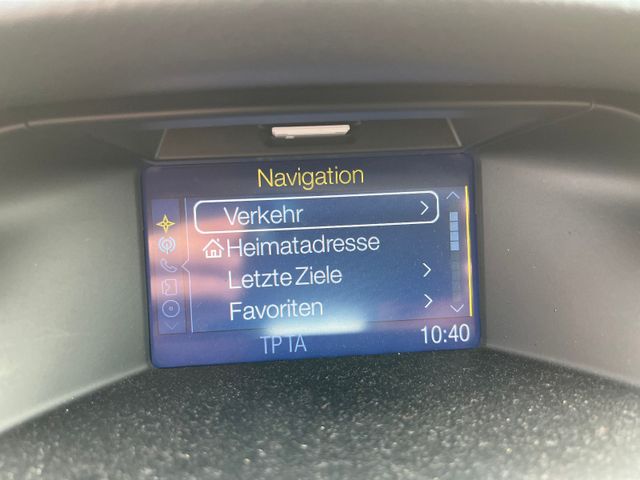 Navigation
Verkehr
Heimatadresse
Letzte Ziele
Favoriten
TP TA
10:40